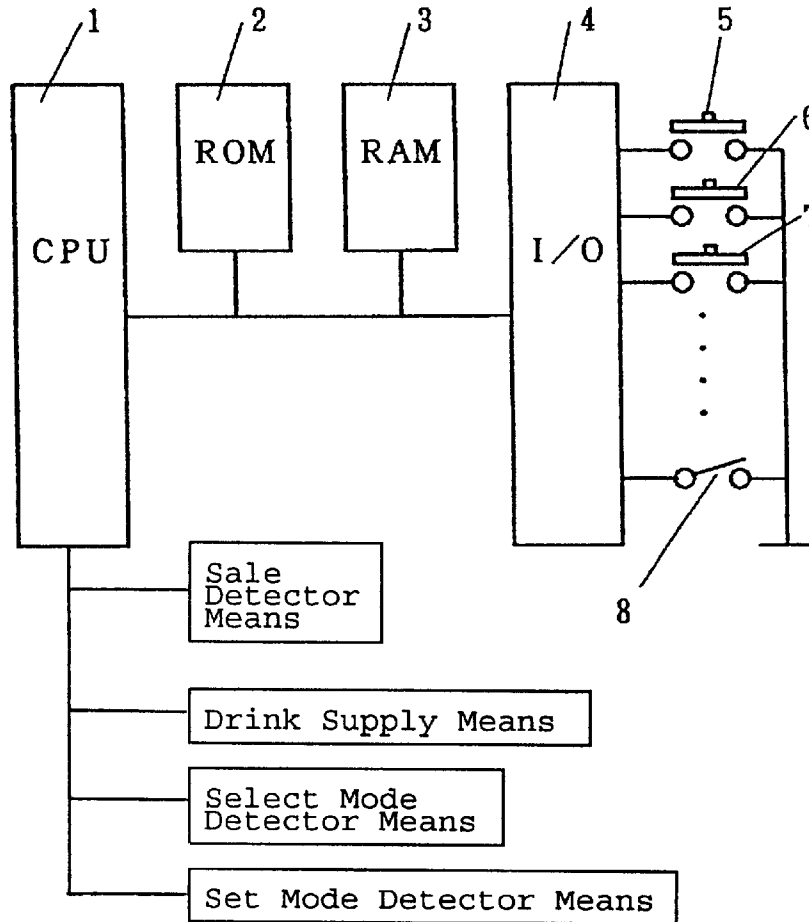 1
2
3
4
5
6
7
CPU
ROM
RAM
I/O
8
Sale
Detector
Means
Drink Supply Means
Select Mode
Detector Means
Set Mode Detector Means